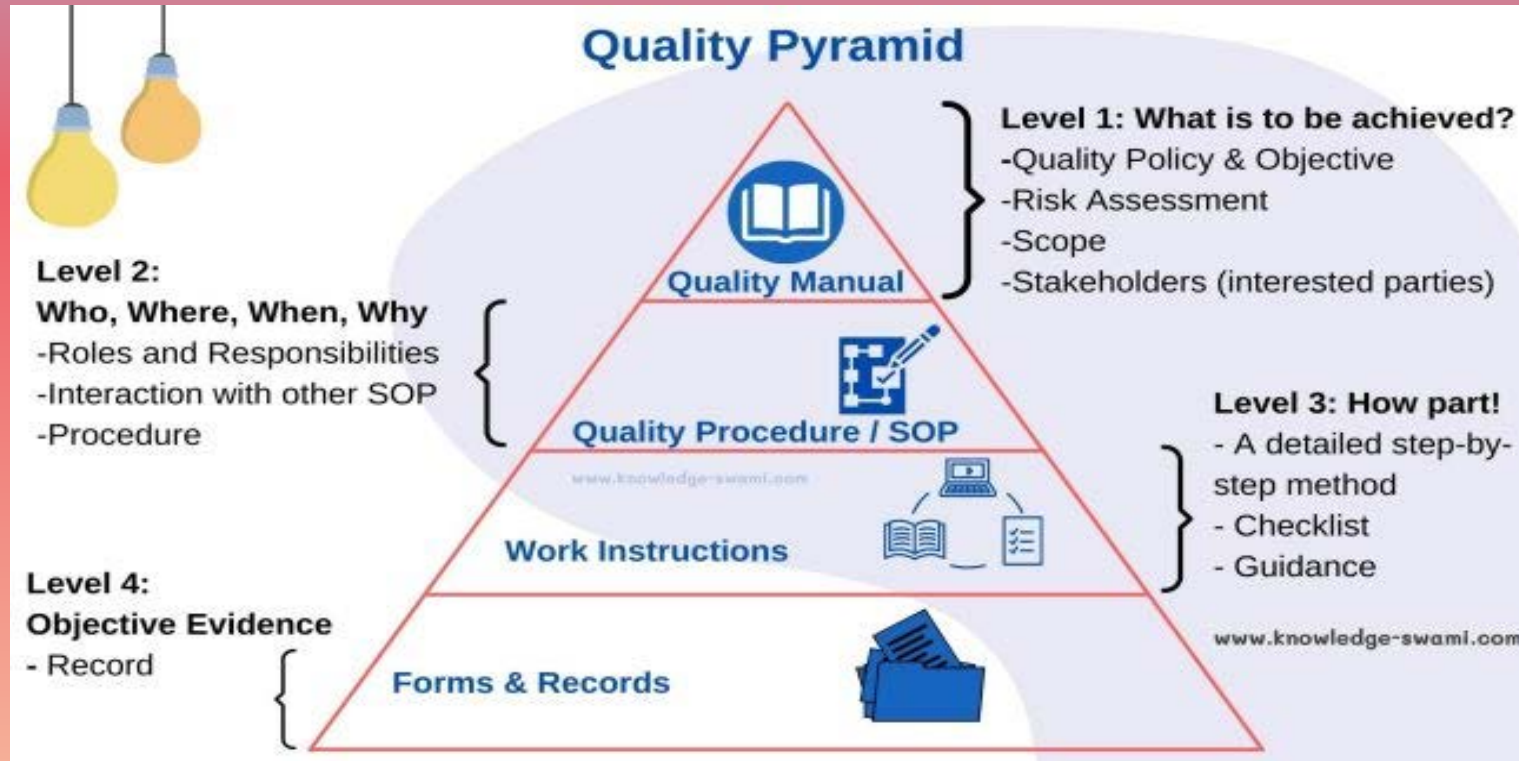 Quality Pyramid
Level 1: What is to be achieved?
-Quality Policy & Objective
-Risk Assessment
-Scope
-Stakeholders (interested parties)
Quality Manual
Level 2:
Who, Where, When, Why
-Roles and Responsibilities
-Interaction with other SOP
-Procedure
Quality Procedure / SOP
www.knowledge-swami.com
Level 3: How part!
- A detailed step-by-
step method
- Checklist
- Guidance
Work Instructions
www.knowledge-swami.com
Level 4:
Objective Evidence
- Record
Forms & Records